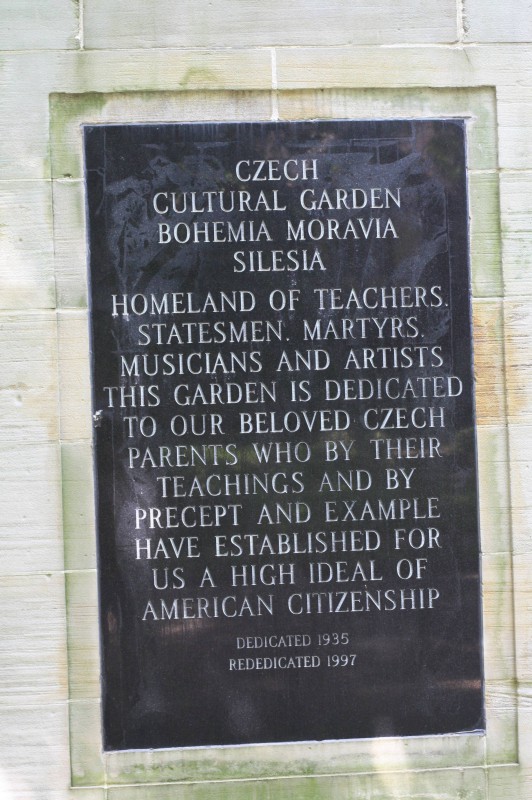 CZECH
CULTURAL GARDEN
BOHEMIA MORAVIA
SILESIA
HOMELAND OF TEACHERS.
STATESMEN. MARTYRS.
MUSICIANS AND ARTISTS
THIS GARDEN IS DEDICATED
TO OUR BELOVED CZECH
PARENTS WHO BY THEIR
TEACHINGS AND BY
PRECEPT AND EXAMPLE
HAVE ESTABLISHED FOR
US A HIGH IDEAL OF
AMERICAN CITIZENSHIP
DEDICATED 1935
REDEDICATED 1997